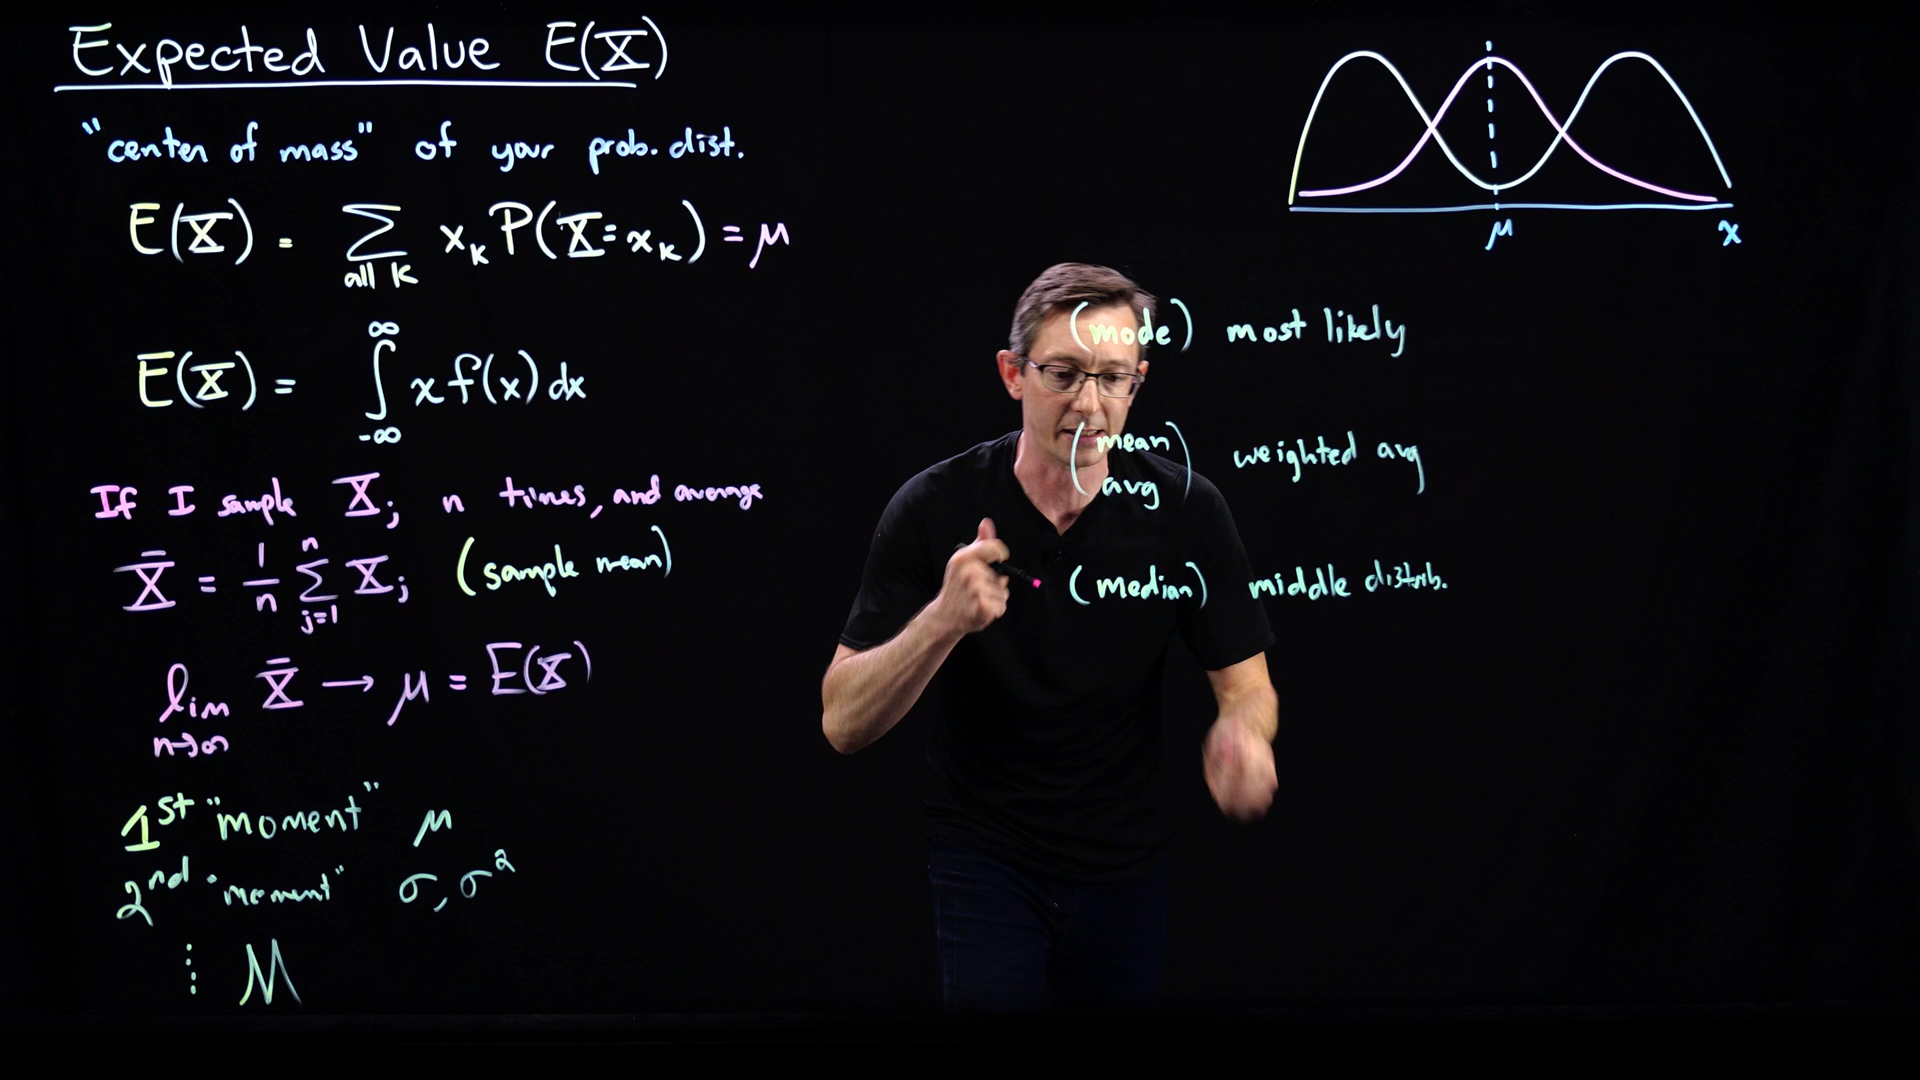 Expected Value E(X)
"center of mass" of your prob. dist.
E(X) = ∑ x_k P(X=x_k) = μ
all k
E(X) = ∫_{-∞}^{∞} x f(x) dx
If I sample X_j n times, and average
X̄ = 1/n ∑_{j=1}^{n} X_j (sample mean)
lim_{n→∞} X̄ → μ = E(X)
1st "moment" μ
2nd "moment" σ, σ²
⋮ M
μ x
(mode) most likely
(mean avg) weighted avg
(median) middle distrib.